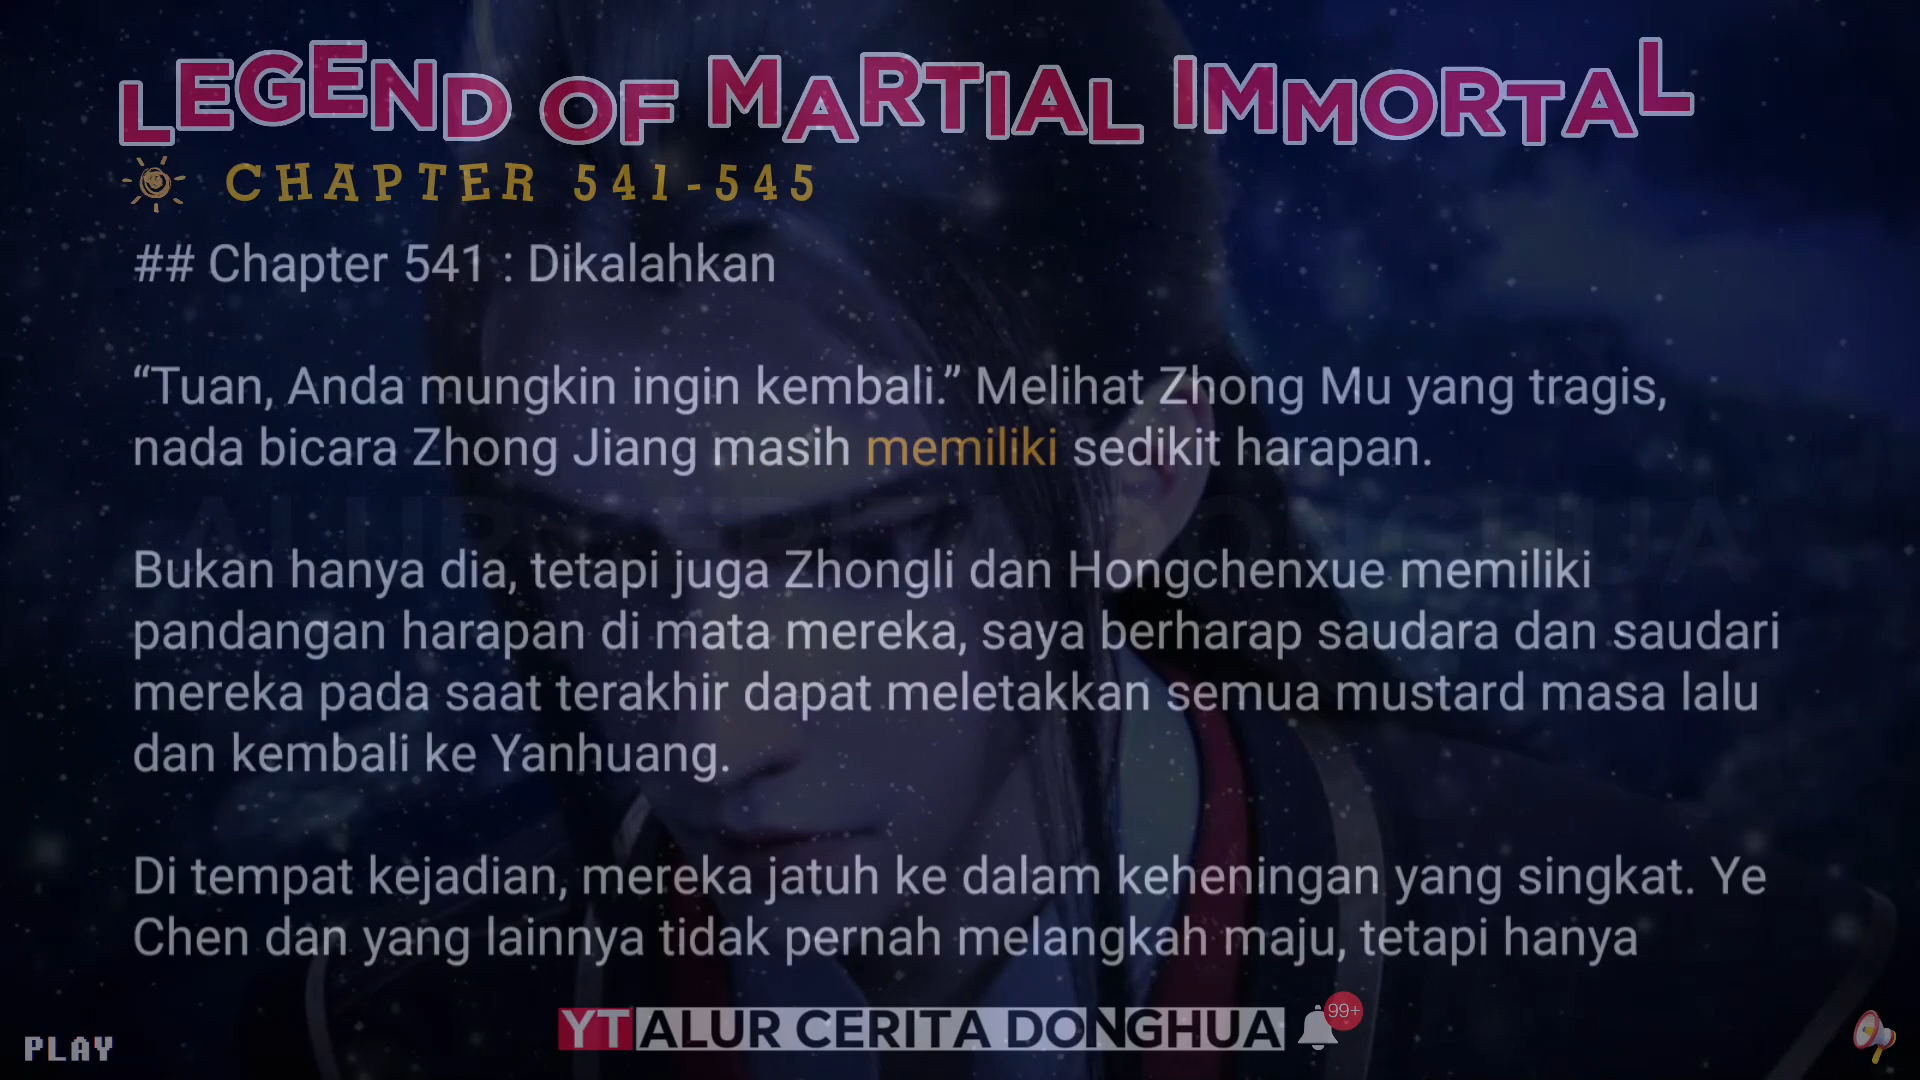 LEGEND OF MARTIAL IMMORTAL
CHAPTER 541-545
## Chapter 541 : Dikalahkan
“Tuan, Anda mungkin ingin kembali.” Melihat Zhong Mu yang tragis,
nada bicara Zhong Jiang masih memiliki sedikit harapan.
Bukan hanya dia, tetapi juga Zhongli dan Hongchenxue memiliki
pandangan harapan di mata mereka, saya berharap saudara dan saudari
mereka pada saat terakhir dapat meletakkan semua mustard masa lalu
dan kembali ke Yanhuang.
ALUR CERITA DONGHUA
Di tempat kejadian, mereka jatuh ke dalam keheningan yang singkat. Ye
Chen dan yang lainnya tidak pernah melangkah maju, tetapi hanya
YT ALUR CERITA DONGHUA
99+
PLAY